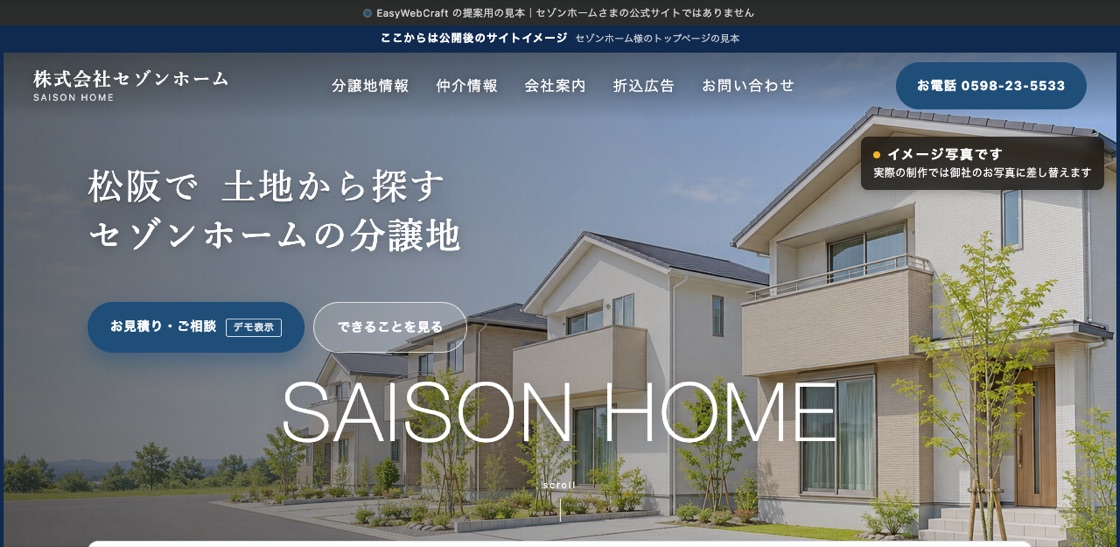 EasyWebCraft の提案用の見本｜セゾンホームさまの公式サイトではありません
ここからは公開後のサイトイメージ セゾンホーム様のトップページの見本
株式会社セゾンホーム
SAISON HOME
分譲地情報 仲介情報 会社案内 折込広告 お問い合わせ
お電話 0598-23-5533
イメージ写真です
実際の制作では御社のお写真に差し替えます
松阪で 土地から探す
セゾンホームの分譲地
お見積り・ご相談 デモ表示
できることを見る
SAISON HOME
scroll